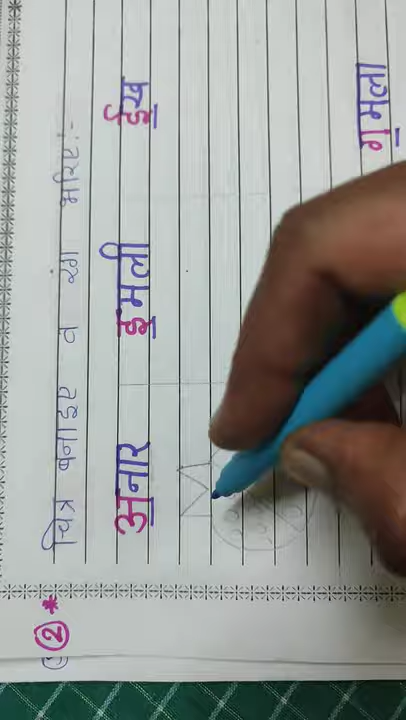 ② * चित्र बनाइए व रंग भरिए:-
अनार इमली ईख
गमला